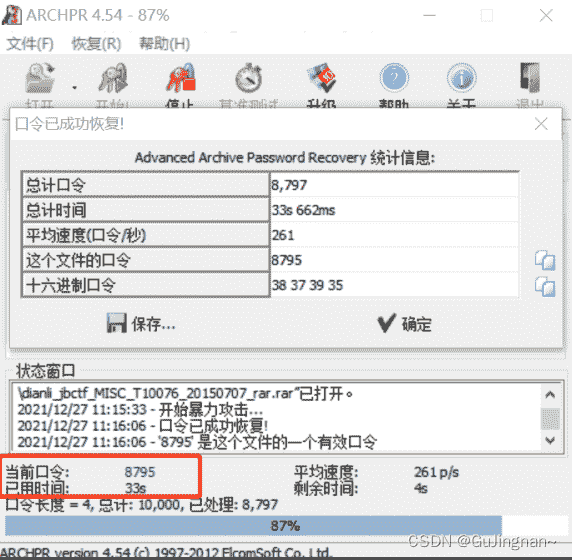 ARCHPR 4.54 - 87%
文件(F) 恢复(R) 帮助(H)
打开 开始! 停止 基准测试 升级 帮助 关于 退出
口令已成功恢复!
Advanced Archive Password Recovery 统计信息:
总计口令 8,797
总计时间 33s 662ms
平均速度(口令/秒) 261
这个文件的口令 8795
十六进制口令 38 37 39 35
保存... 确定
状态窗口
\dianli_jbctf_MISC_T10076_20150707_rar.rar"已打开。
2021/12/27 11:15:33 - 开始暴力攻击...
2021/12/27 11:16:06 - 口令已成功恢复!
2021/12/27 11:16:06 - '8795' 是这个文件的一个有效口令
当前口令: 8795 平均速度: 261 p/s
已用时间: 33s 剩余时间: 4s
口令长度 = 4, 总计: 10,000, 已处理: 8,797
87%
CSDN @GuJingnan~
ARCHPR version 4.54 (c) 1997-2012 ElcomSoft Co. Ltd.